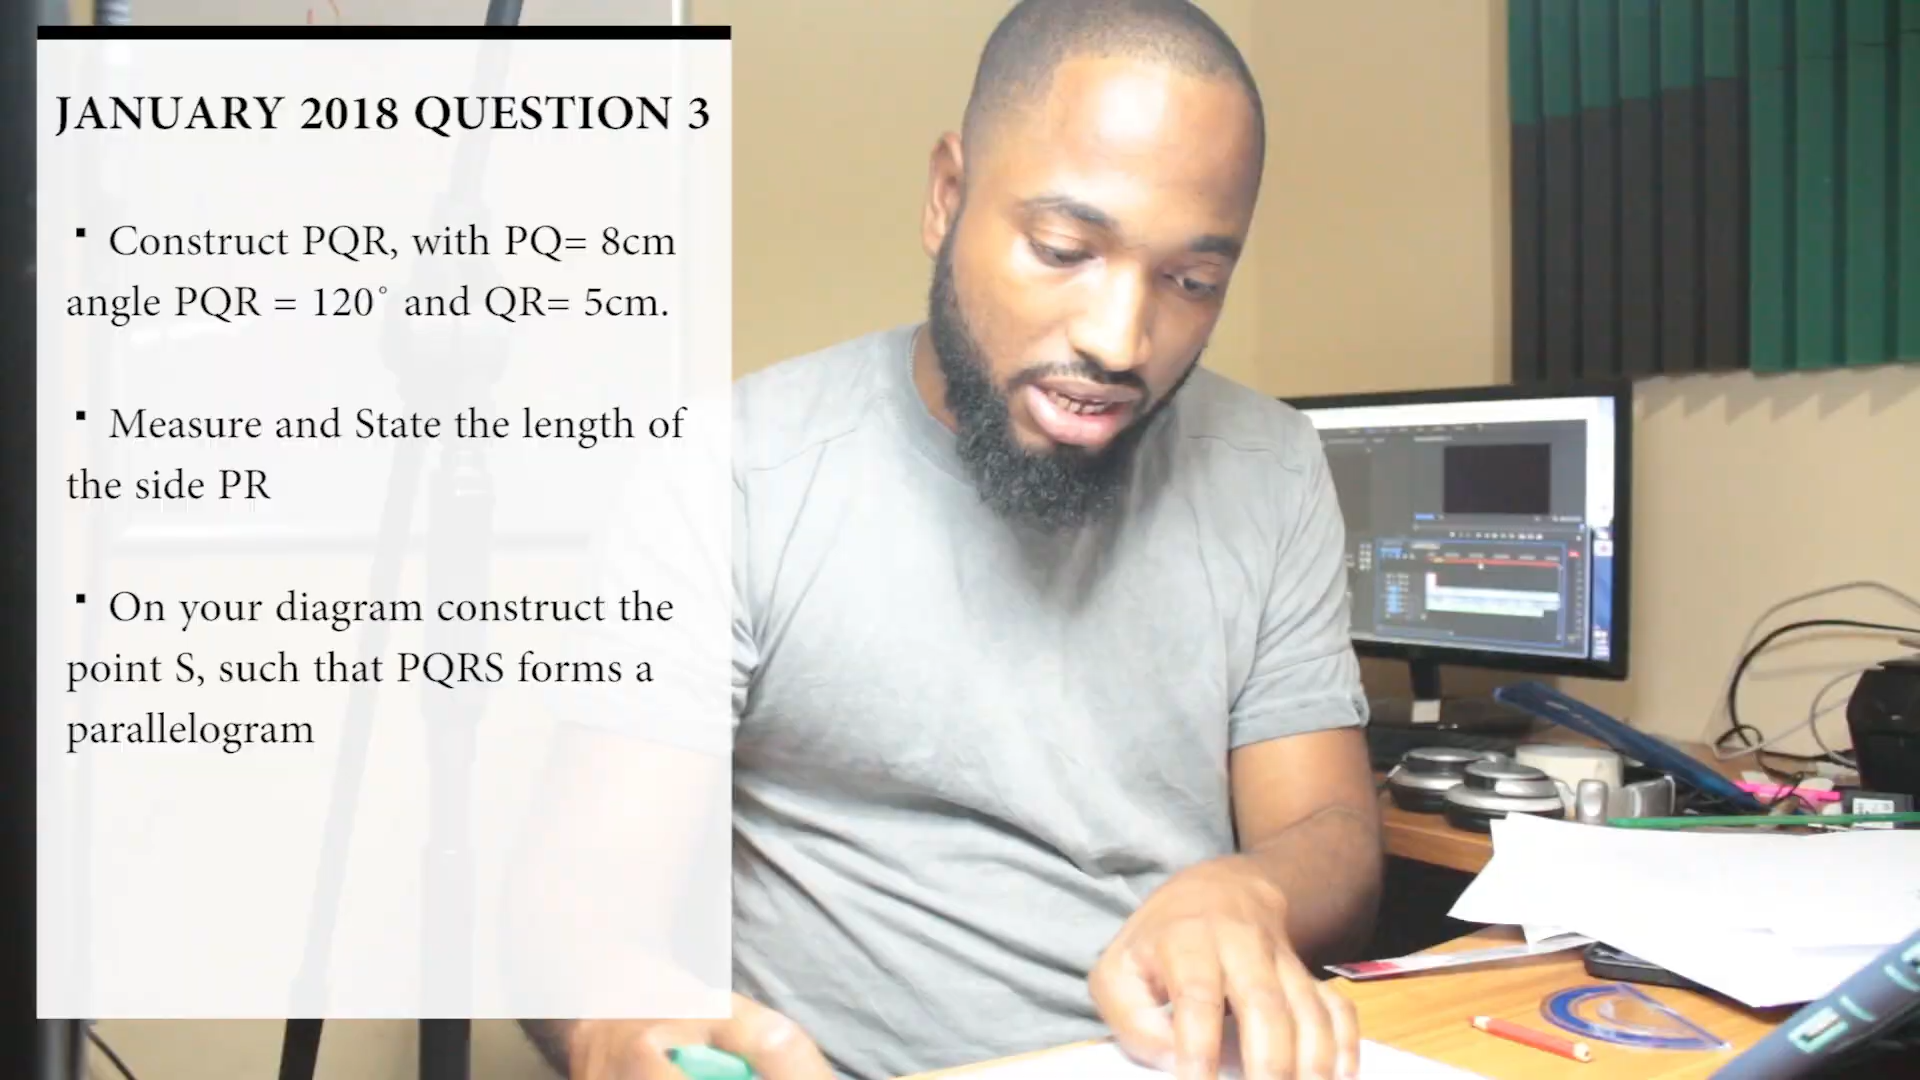 JANUARY 2018 QUESTION 3
▪ Construct PQR, with PQ= 8cm
angle PQR = 120° and QR= 5cm.
▪ Measure and State the length of
the side PR
▪ On your diagram construct the
point S, such that PQRS forms a
parallelogram